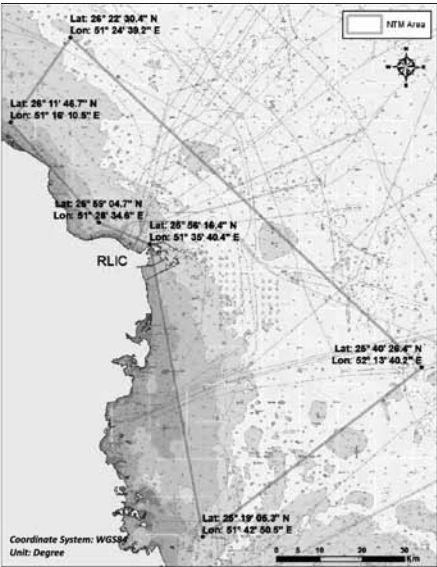 Lat: 26° 22' 30.4" N
Lon: 51° 24' 39.2" E
NTM Area
Lat: 26° 11' 46.7" N
Lon: 51° 16' 10.5" E
Lat: 25° 59' 04.7" N
Lon: 51° 28' 34.6" E
Lat: 25° 56' 16.4" N
Lon: 51° 35' 40.4" E
RLIC
Lat: 25° 40' 26.4" N
Lon: 52° 13' 40.2" E
Lat: 25° 19' 05.3" N
Lon: 51° 42' 50.5" E
Coordinate System: WGS84
Unit: Degree
0 5 10 20 30
Km